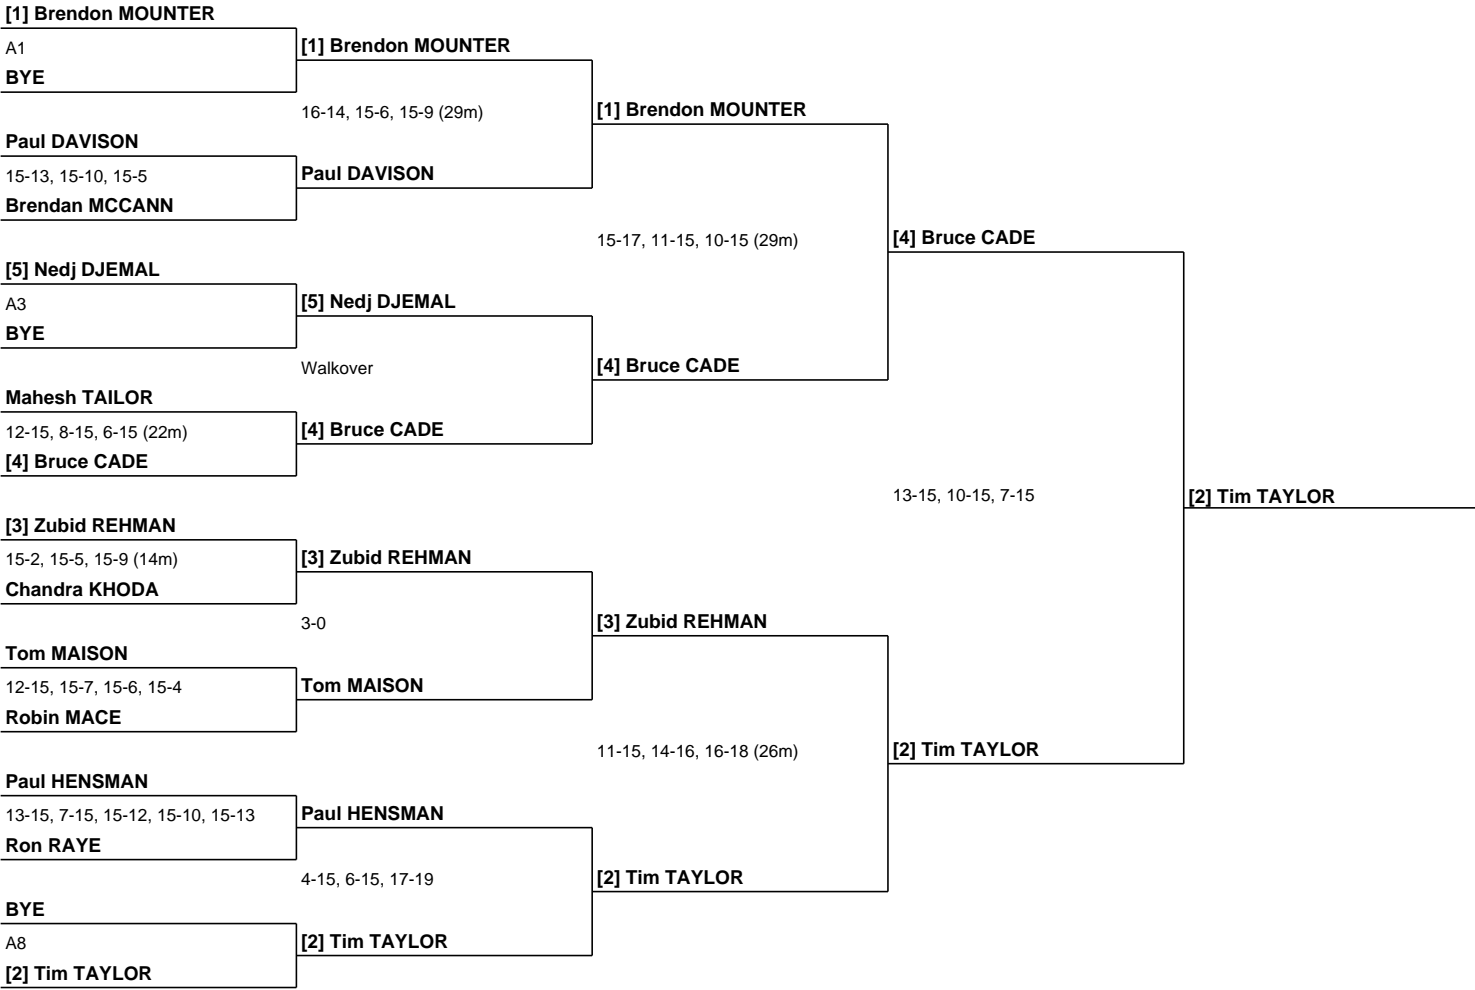 [1] Brendon MOUNTER
A1
BYE
Paul DAVISON
15-13, 15-10, 15-5
Brendan MCCANN
[5] Nedj DJEMAL
A3
BYE
Mahesh TAILOR
12-15, 8-15, 6-15 (22m)
[4] Bruce CADE
[3] Zubid REHMAN
15-2, 15-5, 15-9 (14m)
Chandra KHODA
Tom MAISON
12-15, 15-7, 15-6, 15-4
Robin MACE
Paul HENSMAN
13-15, 7-15, 15-12, 15-10, 15-13
Ron RAYE
BYE
A8
[2] Tim TAYLOR
[1] Brendon MOUNTER
16-14, 15-6, 15-9 (29m)
Paul DAVISON
[5] Nedj DJEMAL
Walkover
[4] Bruce CADE
[3] Zubid REHMAN
3-0
Tom MAISON
Paul HENSMAN
4-15, 6-15, 17-19
[2] Tim TAYLOR
[1] Brendon MOUNTER
15-17, 11-15, 10-15 (29m)
[4] Bruce CADE
[3] Zubid REHMAN
11-15, 14-16, 16-18 (26m)
[2] Tim TAYLOR
[4] Bruce CADE
13-15, 10-15, 7-15
[2] Tim TAYLOR
[2] Tim TAYLOR